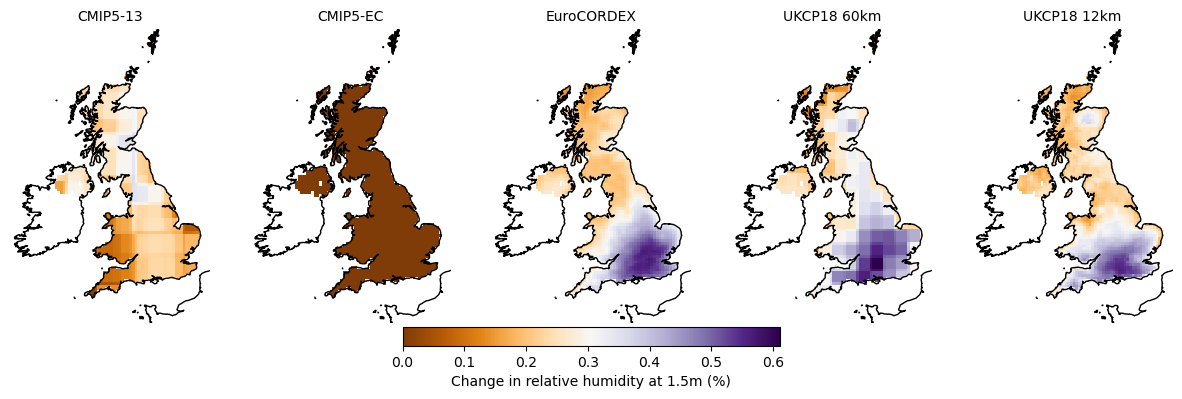 CMIP5-13 CMIP5-EC EuroCORDEX UKCP18 60km UKCP18 12km
0.0 0.1 0.2 0.3 0.4 0.5 0.6
Change in relative humidity at 1.5m (%)